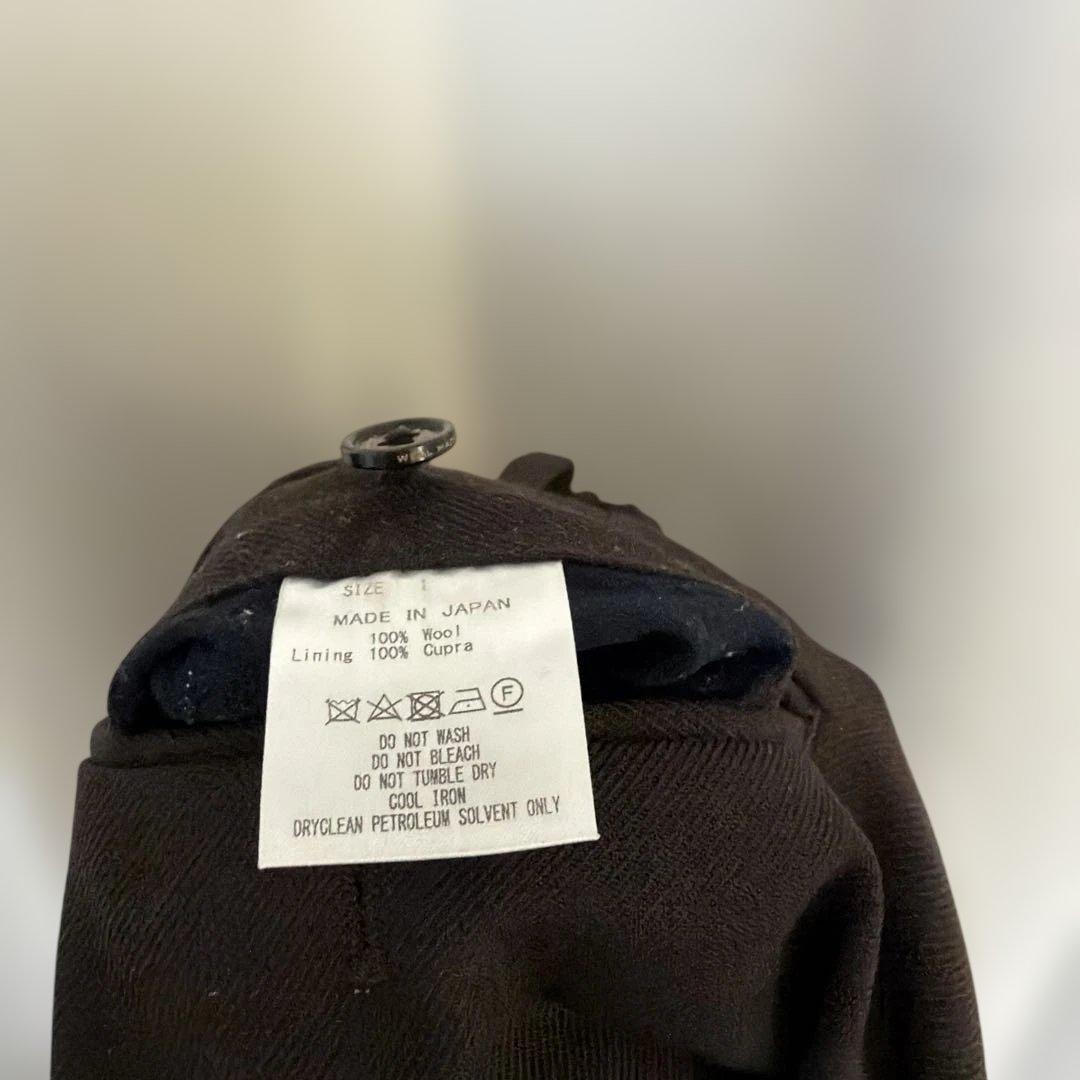 SIZE 1
MADE IN JAPAN
100% Wool
Lining 100% Cupra
F
DO NOT WASH
DO NOT BLEACH
DO NOT TUMBLE DRY
COOL IRON
DRYCLEAN PETROLEUM SOLVENT ONLY